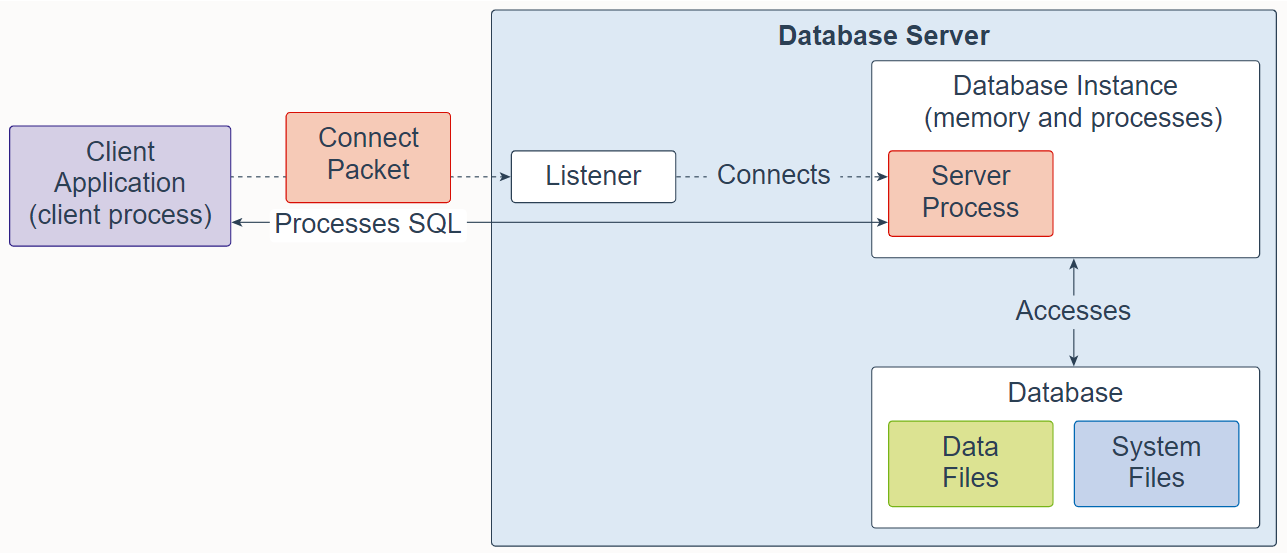 Database Server
Database Instance
(memory and processes)
Client
Application
(client process)
Connect
Packet
Listener
Connects
Server
Process
Processes SQL
Accesses
Database
Data
Files
System
Files